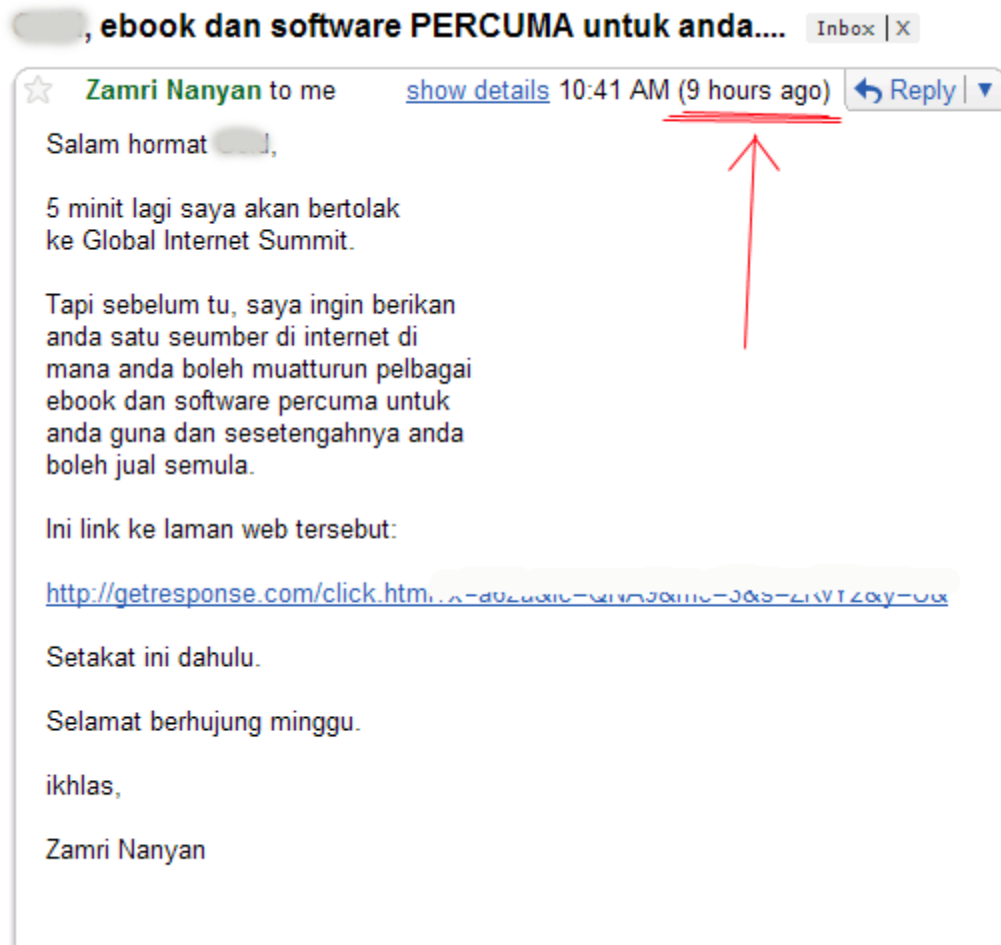 , ebook dan software PERCUMA untuk anda.... Inbox | X
Zamri Nanyan to me show details 10:41 AM (9 hours ago) Reply
Salam hormat ,
5 minit lagi saya akan bertolak
ke Global Internet Summit.
Tapi sebelum tu, saya ingin berikan
anda satu seumber di internet di
mana anda boleh muatturun pelbagai
ebook dan software percuma untuk
anda guna dan sesetengahnya anda
boleh jual semula.
Ini link ke laman web tersebut:
http://getresponse.com/click.htm
Setakat ini dahulu.
Selamat berhujung minggu.
ikhlas,
Zamri Nanyan